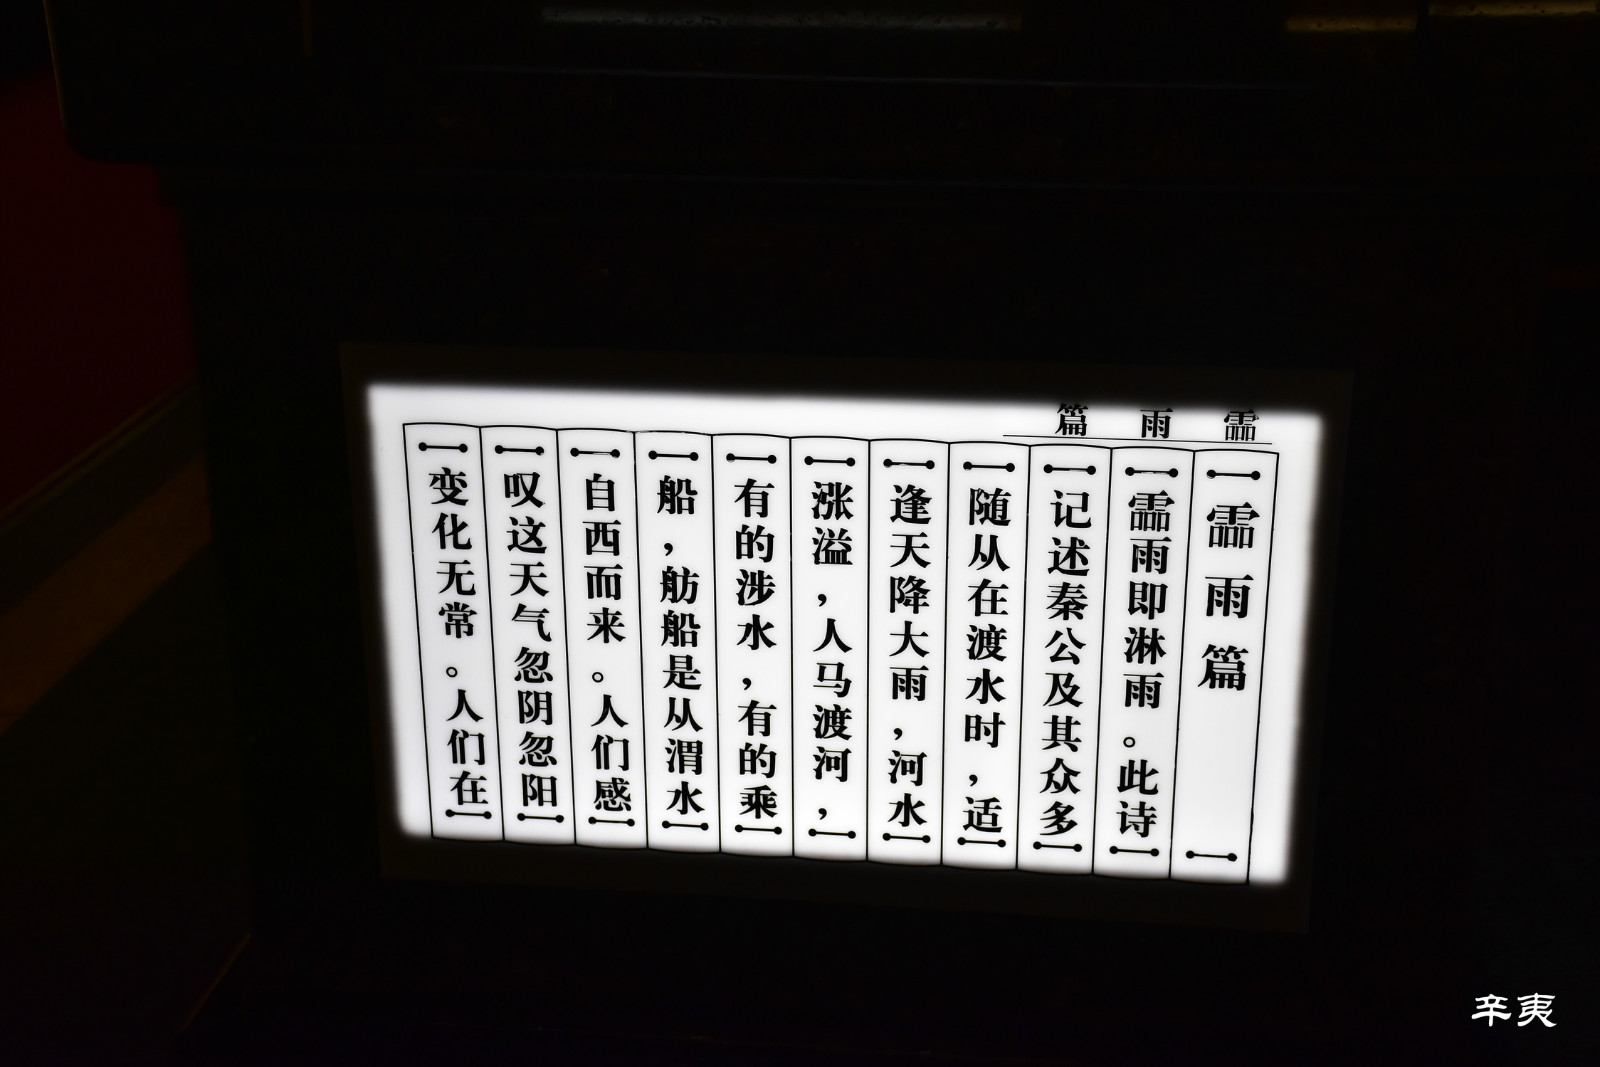 霝雨篇
霝雨篇
霝雨即淋雨。此诗
记述秦公及其众多
随从在渡水时，适
逢天降大雨，河水
涨溢，人马渡河，
有的涉水，有的乘
船，舫船是从渭水
自西而来。人们感
叹这天气忽阴忽阳
变化无常。人们在
辛夷